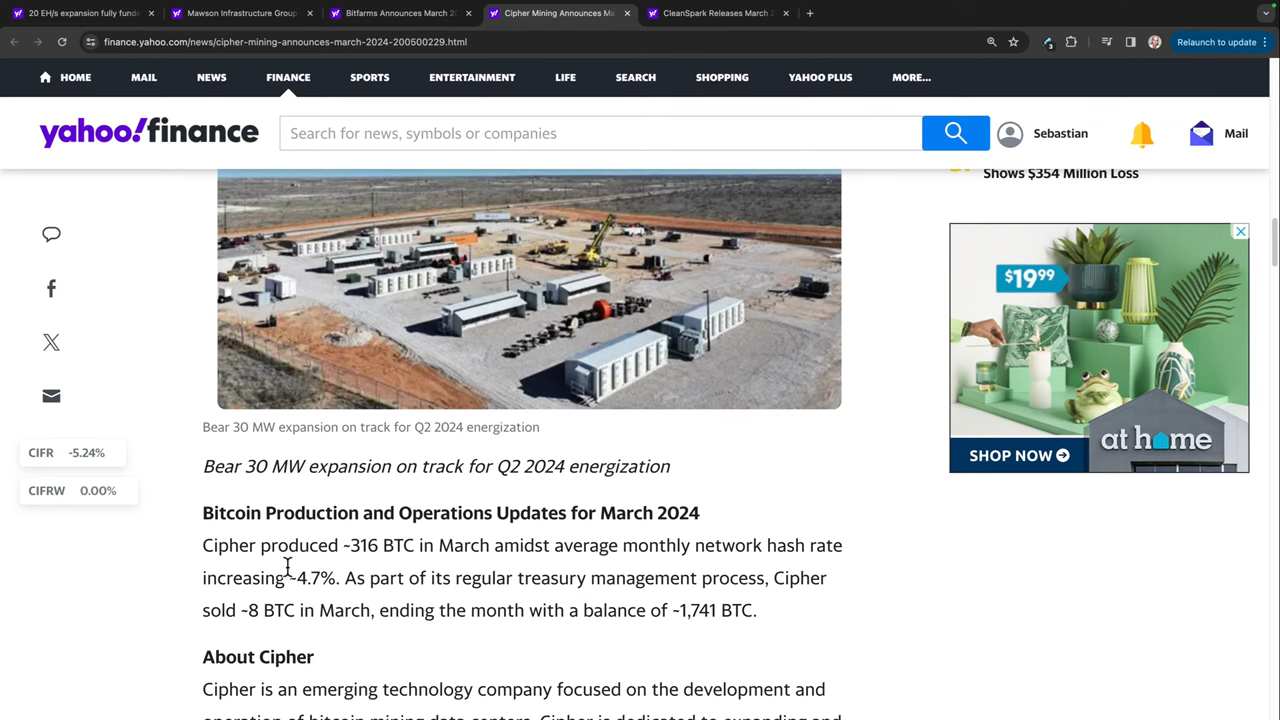 20 EH/s expansion fully funde
Mawson Infrastructure Group
Bitfarms Announces March 20
Cipher Mining Announces Ma
CleanSpark Releases March 2
finance.yahoo.com/news/cipher-mining-announces-march-2024-200500229.html
3
Relaunch to update
HOME
MAIL
NEWS
FINANCE
SPORTS
ENTERTAINMENT
LIFE
SEARCH
SHOPPING
YAHOO PLUS
MORE...
yahoo!finance
Search for news, symbols or companies
Sebastian
Mail
Shows $354 Million Loss
$19.99
at home
SHOP NOW
CIFR -5.24%
CIFRW 0.00%
Bear 30 MW expansion on track for Q2 2024 energization
Bear 30 MW expansion on track for Q2 2024 energization
Bitcoin Production and Operations Updates for March 2024
Cipher produced ~316 BTC in March amidst average monthly network hash rate
increasing ~4.7%. As part of its regular treasury management process, Cipher
sold ~8 BTC in March, ending the month with a balance of ~1,741 BTC.
About Cipher
Cipher is an emerging technology company focused on the development and
operation of bitcoin mining data centers. Cipher is dedicated to expanding and